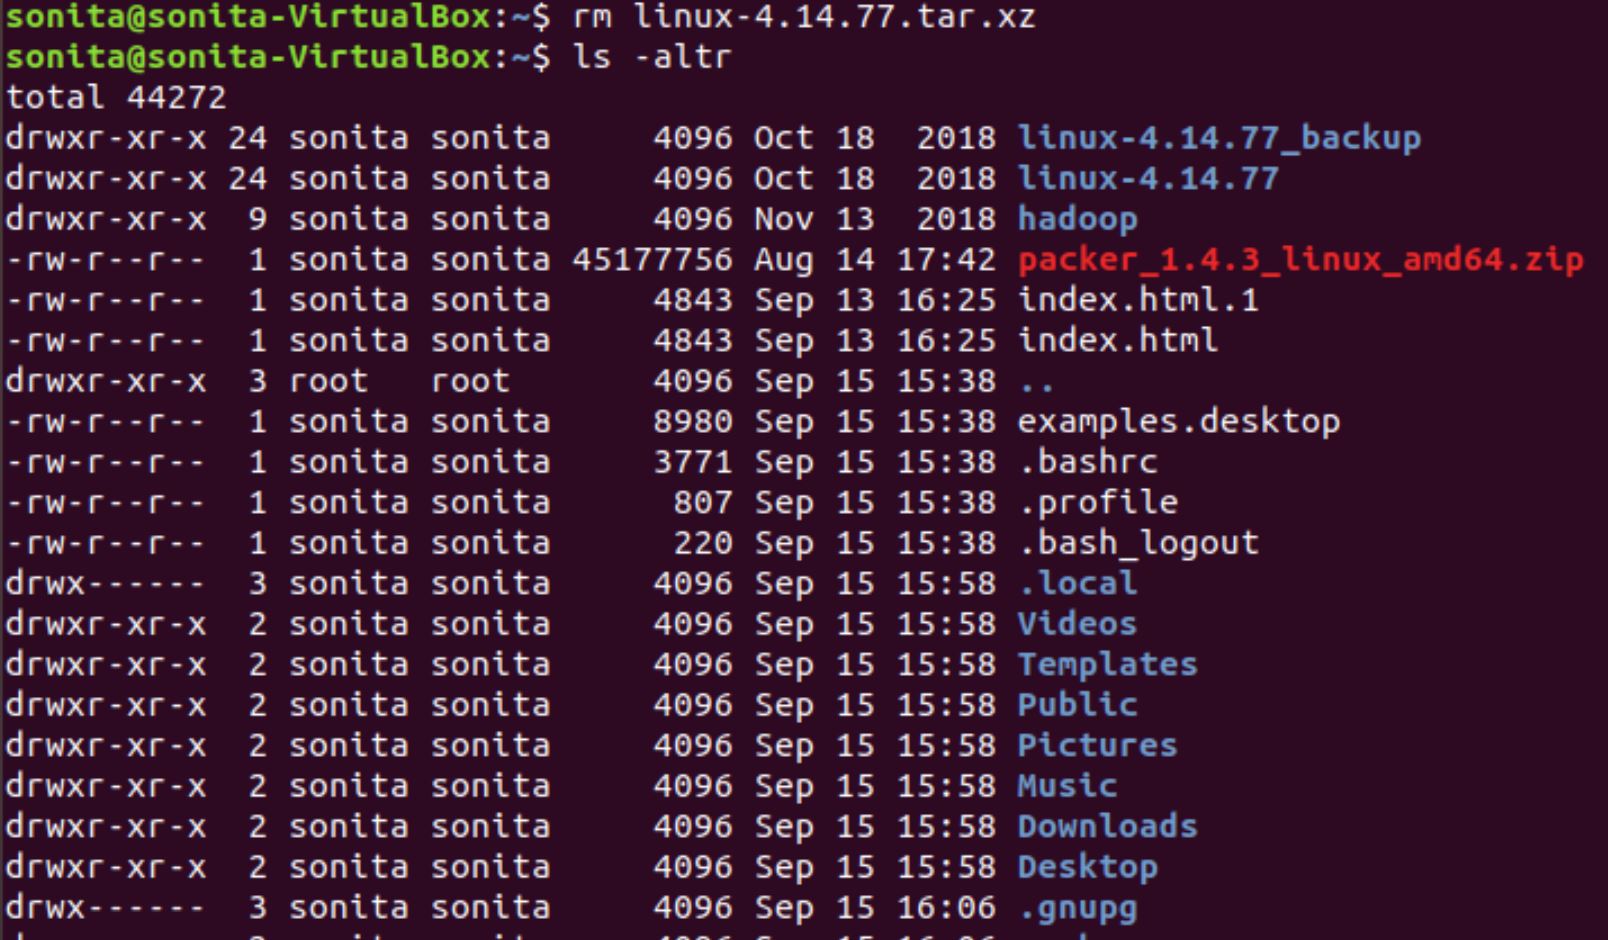 sonita@sonita-VirtualBox:~$ rm linux-4.14.77.tar.xz
sonita@sonita-VirtualBox:~$ ls -altr
total 44272
drwxr-xr-x 24 sonita sonita     4096 Oct 18  2018 linux-4.14.77_backup
drwxr-xr-x 24 sonita sonita     4096 Oct 18  2018 linux-4.14.77
drwxr-xr-x  9 sonita sonita     4096 Nov 13  2018 hadoop
-rw-r--r--  1 sonita sonita 45177756 Aug 14 17:42 packer_1.4.3_linux_amd64.zip
-rw-r--r--  1 sonita sonita     4843 Sep 13 16:25 index.html.1
-rw-r--r--  1 sonita sonita     4843 Sep 13 16:25 index.html
drwxr-xr-x  3 root   root       4096 Sep 15 15:38 ..
-rw-r--r--  1 sonita sonita     8980 Sep 15 15:38 examples.desktop
-rw-r--r--  1 sonita sonita     3771 Sep 15 15:38 .bashrc
-rw-r--r--  1 sonita sonita      807 Sep 15 15:38 .profile
-rw-r--r--  1 sonita sonita      220 Sep 15 15:38 .bash_logout
drwx------  3 sonita sonita     4096 Sep 15 15:58 .local
drwxr-xr-x  2 sonita sonita     4096 Sep 15 15:58 Videos
drwxr-xr-x  2 sonita sonita     4096 Sep 15 15:58 Templates
drwxr-xr-x  2 sonita sonita     4096 Sep 15 15:58 Public
drwxr-xr-x  2 sonita sonita     4096 Sep 15 15:58 Pictures
drwxr-xr-x  2 sonita sonita     4096 Sep 15 15:58 Music
drwxr-xr-x  2 sonita sonita     4096 Sep 15 15:58 Downloads
drwxr-xr-x  2 sonita sonita     4096 Sep 15 15:58 Desktop
drwx------  3 sonita sonita     4096 Sep 15 16:06 .gnupg